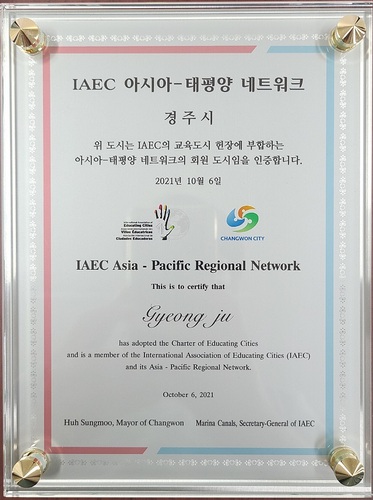 IAEC 아시아-태평양 네트워크
경주시
위 도시는 IAEC의 교육도시 헌장에 부합하는
아시아-태평양 네트워크의 회원 도시임을 인증합니다.
2021년 10월 6일
Educating Cities
Villes Éducatrices
Ciudades Educadoras
CHANGWON CITY
IAEC Asia - Pacific Regional Network
This is to certify that
Gyeong ju
has adopted the Charter of Educating Cities
and is a member of the International Association of Educating Cities (IAEC)
and its Asia - Pacific Regional Network.
October 6, 2021
Huh Sungmoo, Mayor of Changwon Marina Canals, Secretary-General of IAEC